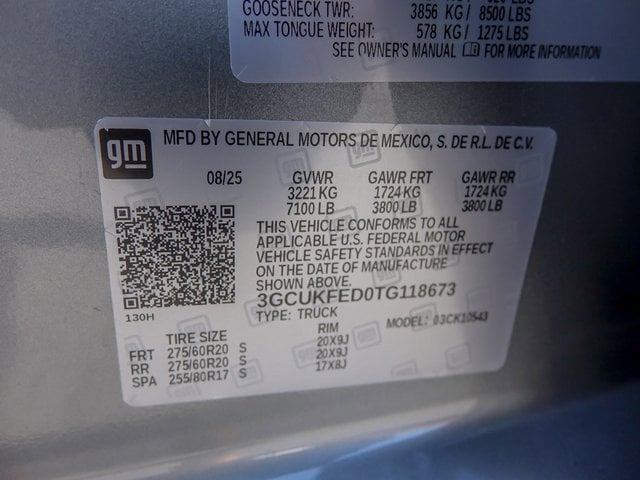 GOOSENECK TWR: 3856 KG / 8500 LBS
MAX TONGUE WEIGHT: 578 KG / 1275 LBS
SEE OWNER'S MANUAL FOR MORE INFORMATION
gm
MFD BY GENERAL MOTORS DE MEXICO, S. DE R.L. DE C.V.
08/25 GVWR GAWR FRT GAWR RR
3221 KG 1724 KG 1724 KG
7100 LB 3800 LB 3800 LB
THIS VEHICLE CONFORMS TO ALL
APPLICABLE U.S. FEDERAL MOTOR
VEHICLE SAFETY STANDARDS IN EFFECT
ON THE DATE OF MANUFACTURE
SHOWN ABOVE.
3GCUKFED0TG118673
130H
TYPE: TRUCK MODEL: 03CK10543
TIRE SIZE RIM
FRT 275/60R20 S 20X9J
RR 275/60R20 S 20X9J
SPA 255/80R17 S 17X8J